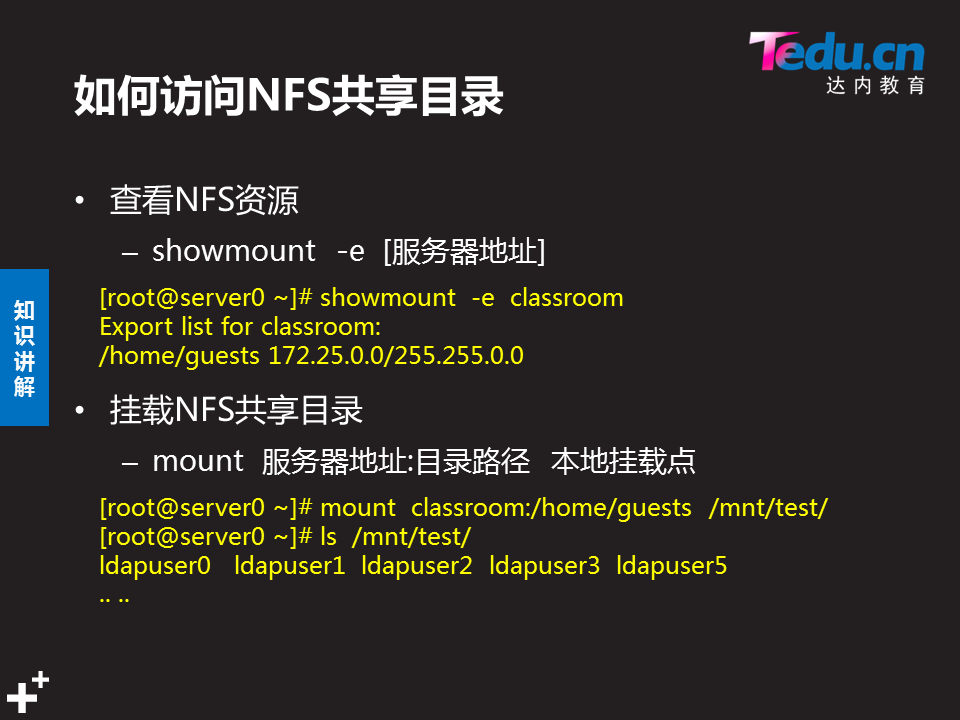 Tedu.cn
达内教育
如何访问NFS共享目录
• 查看NFS资源
– showmount -e [服务器地址]
[root@server0 ~]# showmount -e classroom
Export list for classroom:
/home/guests 172.25.0.0/255.255.0.0
知识讲解
• 挂载NFS共享目录
– mount 服务器地址:目录路径 本地挂载点
[root@server0 ~]# mount classroom:/home/guests /mnt/test/
[root@server0 ~]# ls /mnt/test/
ldapuser0 ldapuser1 ldapuser2 ldapuser3 ldapuser5
.. ..